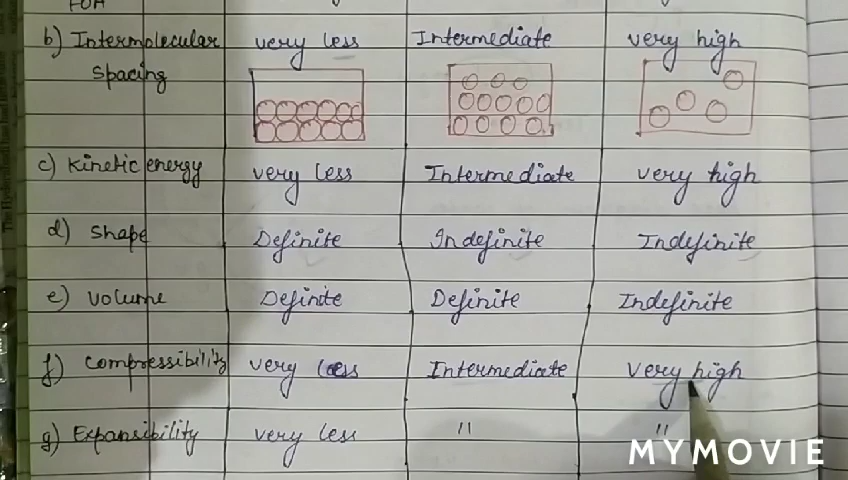 FOA
b) Intermolecular very less Intermediate very high
spacing
c) Kinetic energy very less Intermediate very high
d) Shape Definite Indefinite Indefinite
e) Volume Definite Definite Indefinite
f) Compressibility very less Intermediate Very high
g) Expansibility very less " "
MYMOVIE